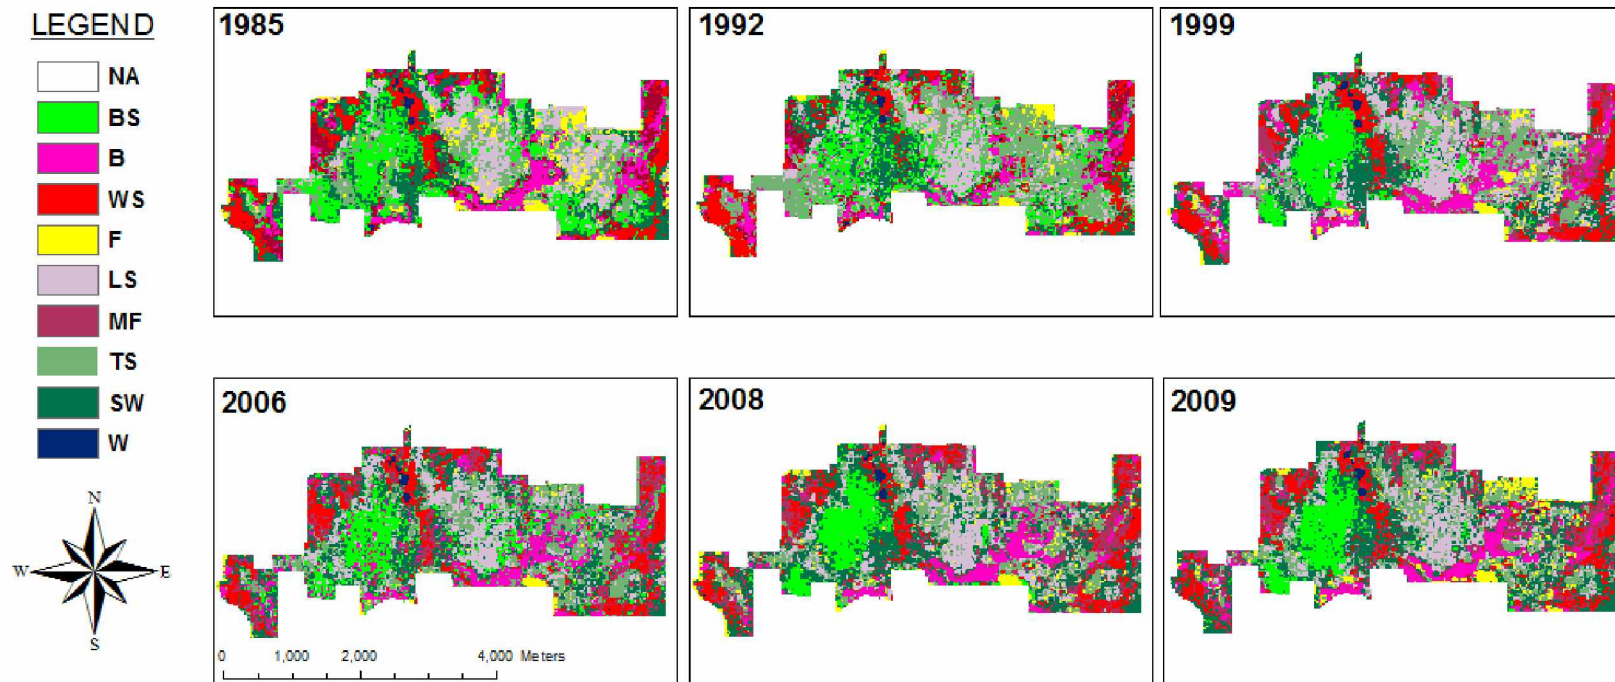 LEGEND
NA
BS
B
WS
F
LS
MF
TS
SW
W
N
W
E
S
1985
1992
1999
2006
2008
2009
0 1,000 2,000 4,000 Meters